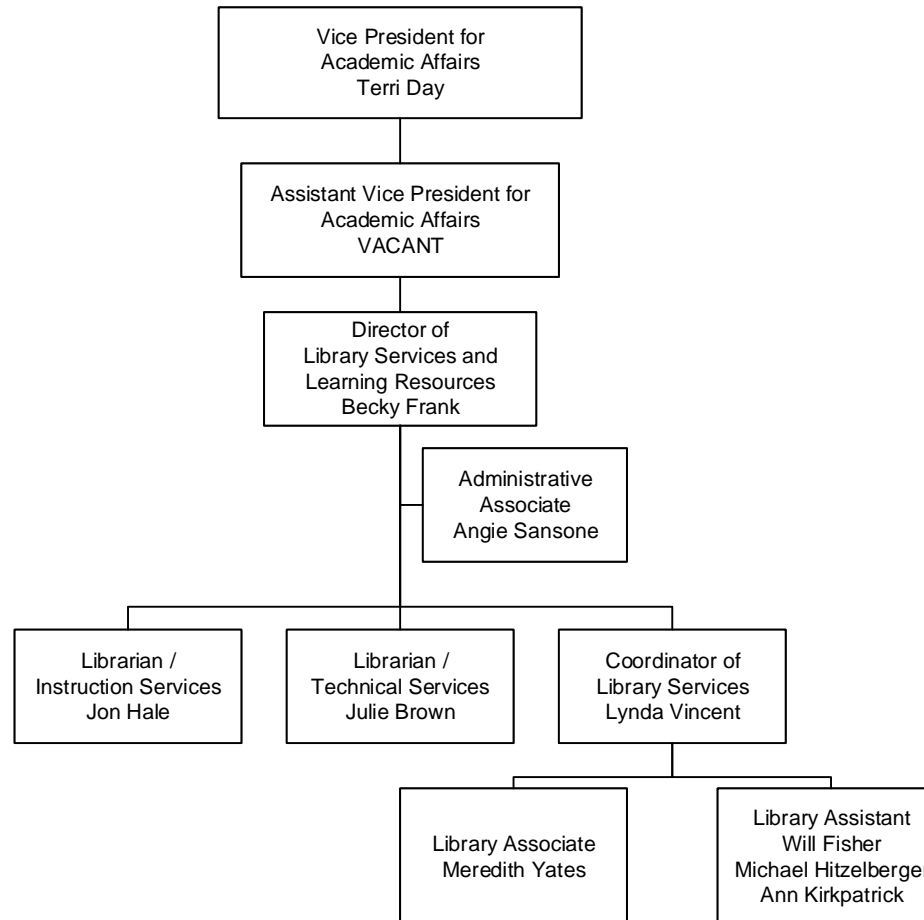 Vice President for
Academic Affairs
Terri Day
Assistant Vice President for
Academic Affairs
VACANT
Director of
Library Services and
Learning Resources
Becky Frank
Administrative
Associate
Angie Sansone
Librarian /
Instruction Services
Jon Hale
Librarian /
Technical Services
Julie Brown
Coordinator of
Library Services
Lynda Vincent
Library Associate
Meredith Yates
Library Assistant
Will Fisher
Michael Hitzelberger
Ann Kirkpatrick